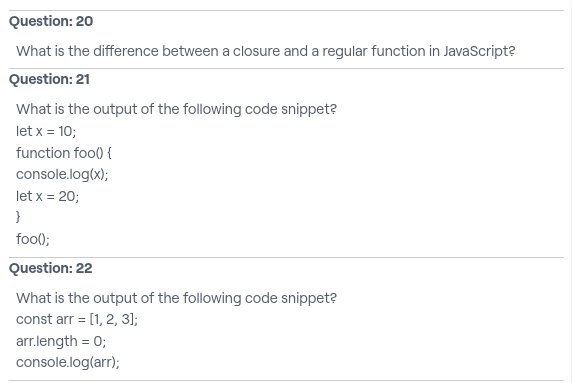 Question: 20
What is the difference between a closure and a regular function in JavaScript?
Question: 21
What is the output of the following code snippet?
let x = 10;
function foo() {
console.log(x);
let x = 20;
}
foo();
Question: 22
What is the output of the following code snippet?
const arr = [1, 2, 3];
arr.length = 0;
console.log(arr);